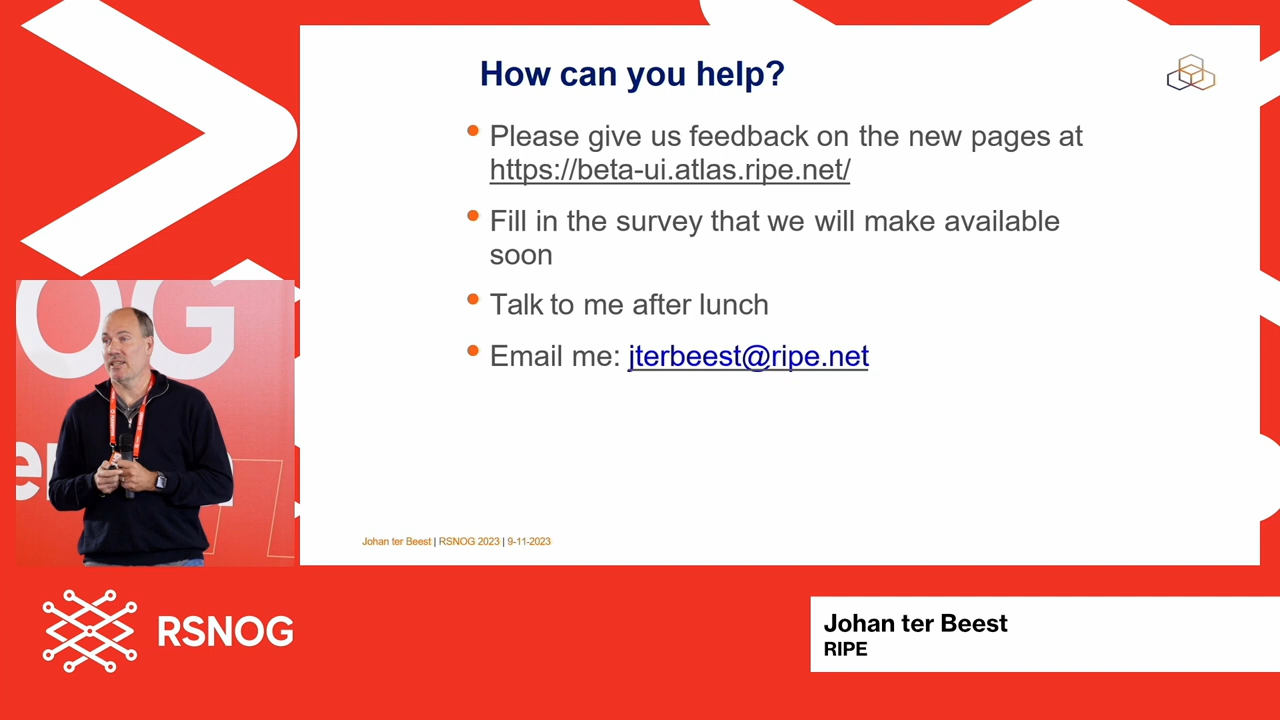 How can you help?
Please give us feedback on the new pages at
https://beta-ui.atlas.ripe.net/
Fill in the survey that we will make available
soon
Talk to me after lunch
Email me: jterbeest@ripe.net
Johan ter Beest | RSNOG 2023 | 9-11-2023
OG
RSNOG
Johan ter Beest
RIPE